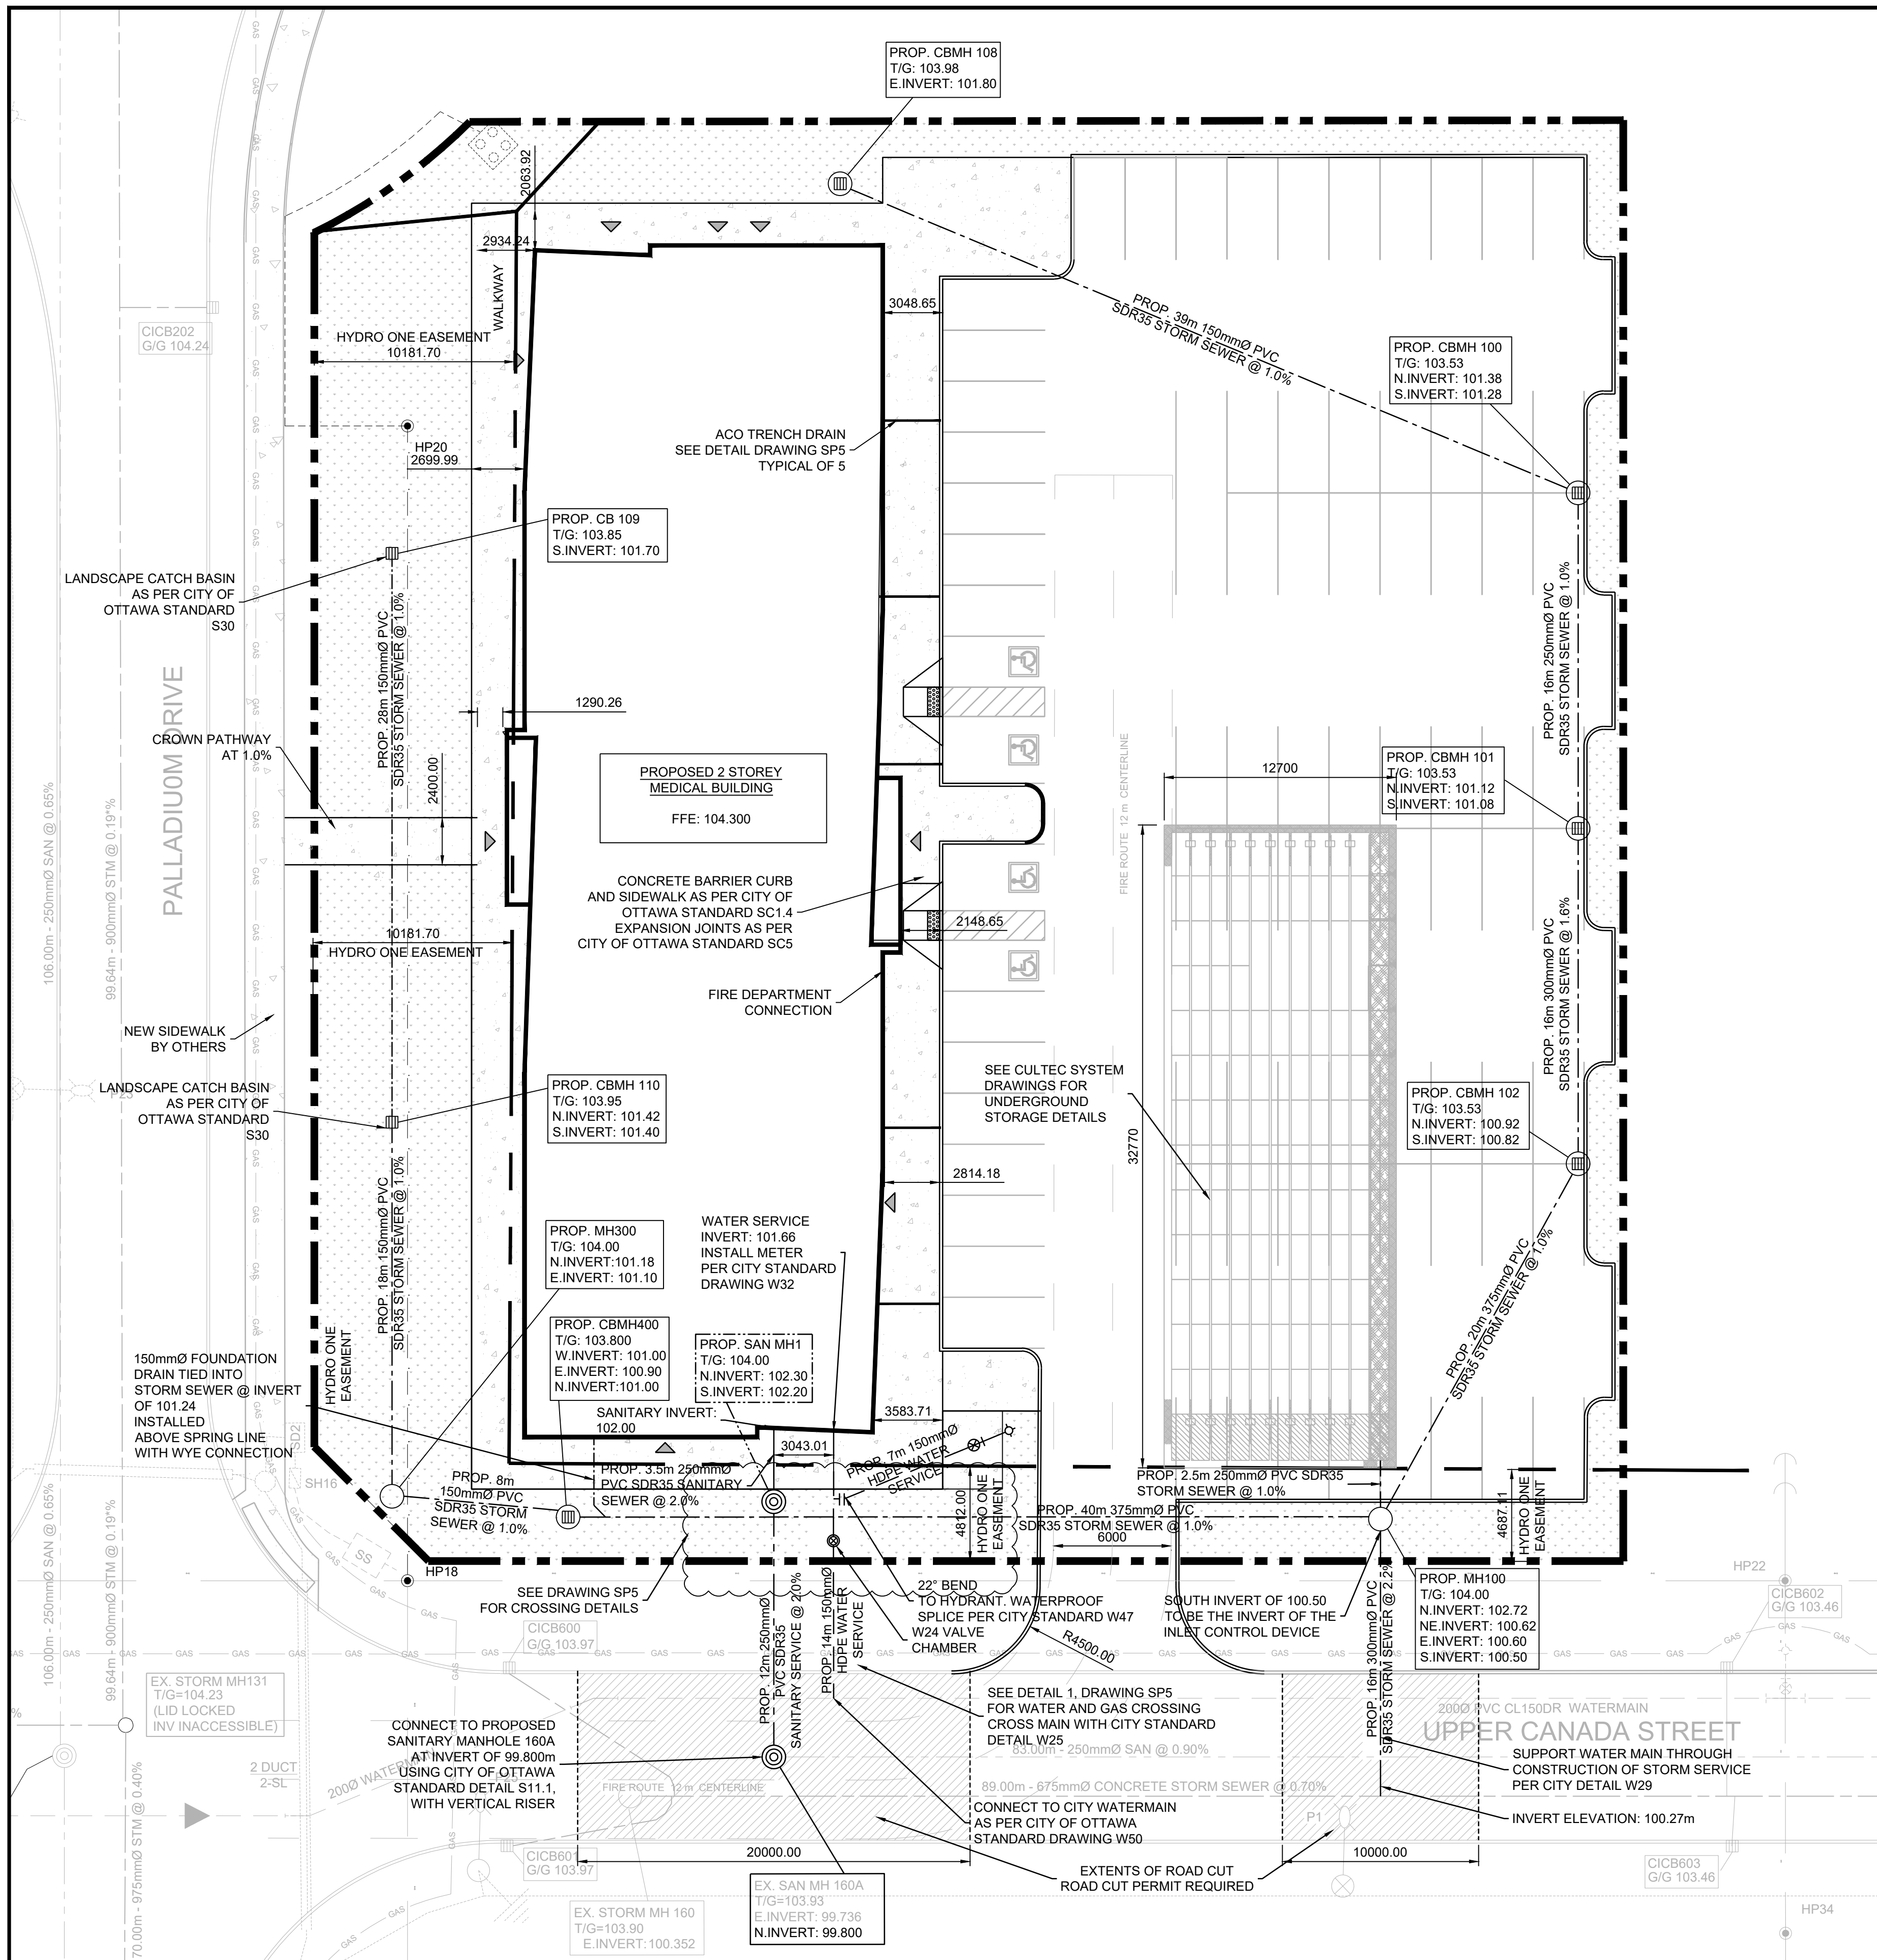 PROP. CBMH 108
T/G: 103.98
E.INVERT: 101.80
2063.92
2934.24
WALKWAY
3048.65
CICB202
G/G 104.24
HYDRO ONE EASEMENT
10181.70
PROP. 39m 150mmØ PVC
SDR35 STORM SEWER @ 1.0%
PROP. CBMH 100
T/G: 103.53
N.INVERT: 101.38
S.INVERT: 101.28
ACO TRENCH DRAIN
SEE DETAIL DRAWING SP5
TYPICAL OF 5
HP20
2699.99
PROP. CB 109
T/G: 103.85
S.INVERT: 101.70
LANDSCAPE CATCH BASIN
AS PER CITY OF
OTTAWA STANDARD
S30
PROP. 28m 150mmØ PVC
SDR35 STORM SEWER @ 1.0%
PROP. 16m 250mmØ PVC
SDR35 STORM SEWER @ 1.0%
PALLADIU0M DRIVE
1290.26
CROWN PATHWAY
AT 1.0%
2400.00
PROPOSED 2 STOREY
MEDICAL BUILDING
FFE: 104.300
FIRE ROUTE 12 m CENTERLINE
12700
PROP. CBMH 101
T/G: 103.53
N.INVERT: 101.12
S.INVERT: 101.08
106.00m - 250mmØ SAN @ 0.65%
99.64m - 900mmØ STM @ 0.19*%
CONCRETE BARRIER CURB
AND SIDEWALK AS PER CITY OF
OTTAWA STANDARD SC1.4
EXPANSION JOINTS AS PER
CITY OF OTTAWA STANDARD SC5
2148.65
10181.70
HYDRO ONE EASEMENT
FIRE DEPARTMENT
CONNECTION
PROP. 16m 300mmØ PVC
SDR35 STORM SEWER @ 1.6%
NEW SIDEWALK
BY OTHERS
P23
LANDSCAPE CATCH BASIN
AS PER CITY OF
OTTAWA STANDARD
S30
PROP. CBMH 110
T/G: 103.95
N.INVERT: 101.42
S.INVERT: 101.40
SEE CULTEC SYSTEM
DRAWINGS FOR
UNDERGROUND
STORAGE DETAILS
32770
PROP. CBMH 102
T/G: 103.53
N.INVERT: 100.92
S.INVERT: 100.82
2814.18
PROP. 18m 150mmØ PVC
SDR35 STORM SEWER @ 1.0%
PROP. MH300
T/G: 104.00
N.INVERT:101.18
E.INVERT: 101.10
WATER SERVICE
INVERT: 101.66
INSTALL METER
PER CITY STANDARD
DRAWING W32
PROP. 20m 375mmØ PVC
SDR35 STORM SEWER @ 1.0%
HYDRO ONE
EASEMENT
PROP. CBMH400
T/G: 103.800
W.INVERT: 101.00
E.INVERT: 100.90
N.INVERT:101.00
PROP. SAN MH1
T/G: 104.00
N.INVERT: 102.30
S.INVERT: 102.20
150mmØ FOUNDATION
DRAIN TIED INTO
STORM SEWER @ INVERT
OF 101.24
INSTALLED
ABOVE SPRING LINE
WITH WYE CONNECTION
SANITARY INVERT:
102.00
3583.71
3043.01
SD2
SH16
SS
PROP. 8m
150mmØ PVC
SDR35 STORM
SEWER @ 1.0%
PROP. 3.5m 250mmØ
PVC SDR35 SANITARY
SEWER @ 2.0%
PROP. 7m 150mmØ
HDPE WATER
SERVICE
4812.00
HYDRO ONE
EASEMENT
PROP. 2.5m 250mmØ PVC SDR35
STORM SEWER @ 1.0%
PROP. 40m 375mmØ PVC
SDR35 STORM SEWER @ 1.0%
6000
4687.11
HYDRO ONE
EASEMENT
106.00m - 250mmØ SAN @ 0.65%
99.64m - 900mmØ STM @ 0.19*%
HP18
HP22
SEE DRAWING SP5
FOR CROSSING DETAILS
22° BEND
TO HYDRANT. WATERPROOF
SPLICE PER CITY STANDARD W47
W24 VALVE
CHAMBER
SOUTH INVERT OF 100.50
TO BE THE INVERT OF THE
INLET CONTROL DEVICE
PROP. MH100
T/G: 104.00
N.INVERT: 102.72
NE.INVERT: 100.62
E.INVERT: 100.60
S.INVERT: 100.50
CICB602
G/G 103.46
CICB600
G/G 103.97
R4500.00
GAS
PROP. 12m 250mmØ
PVC SDR35
SANITARY SERVICE @ 2.0%
PROP. 14m 150mmØ
HDPE WATER
SERVICE
PROP. 16m 300mmØ PVC
SDR35 STORM SEWER @ 2.2%
EX. STORM MH131
T/G=104.23
(LID LOCKED
INV INACCESSIBLE)
SEE DETAIL 1, DRAWING SP5
FOR WATER AND GAS CROSSING
CROSS MAIN WITH CITY STANDARD
DETAIL W25
200Ø PVC CL150DR WATERMAIN
UPPER CANADA STREET
CONNECT TO PROPOSED
SANITARY MANHOLE 160A
AT INVERT OF 99.800m
USING CITY OF OTTAWA
STANDARD DETAIL S11.1,
WITH VERTICAL RISER
83.00m - 250mmØ SAN @ 0.90%
SUPPORT WATER MAIN THROUGH
CONSTRUCTION OF STORM SERVICE
PER CITY DETAIL W29
2 DUCT
2-SL
200Ø WATERMAIN
P25
FIRE ROUTE 12 m CENTERLINE
89.00m - 675mmØ CONCRETE STORM SEWER @ 0.70%
CONNECT TO CITY WATERMAIN
AS PER CITY OF OTTAWA
STANDARD DRAWING W50
P1
INVERT ELEVATION: 100.27m
70.00m - 975mmØ STM @ 0.40%
CICB601
G/G 103.97
20000.00
10000.00
EXTENTS OF ROAD CUT
ROAD CUT PERMIT REQUIRED
CICB603
G/G 103.46
EX. SAN MH 160A
T/G=103.93
E.INVERT: 99.736
N.INVERT: 99.800
EX. STORM MH 160
T/G=103.90
E.INVERT:100.352
HP34